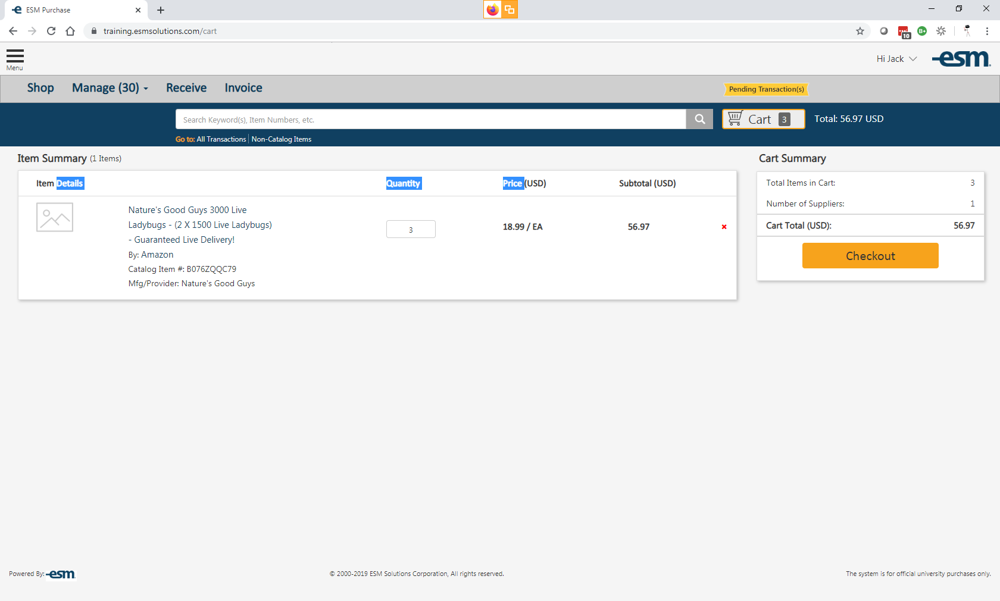 ESM Purchase
training.esmsolutions.com/cart
10
B+
Menu
Hi Jack
esm
Shop Manage (30) Receive Invoice
Pending Transaction(s)
Search Keyword(s), Item Numbers, etc.
Cart 3
Total: 56.97 USD
Go to: All Transactions Non-Catalog Items
Item Summary (1 Items)
Item Details Quantity Price (USD) Subtotal (USD)
Nature's Good Guys 3000 Live
Ladybugs - (2 X 1500 Live Ladybugs)
- Guaranteed Live Delivery!
By: Amazon
Catalog Item #: B076ZQQC79
Mfg/Provider: Nature's Good Guys
3
18.99 / EA
56.97
Cart Summary
Total Items in Cart: 3
Number of Suppliers: 1
Cart Total (USD): 56.97
Checkout
Powered By: esm
© 2000-2019 ESM Solutions Corporation, All rights reserved.
The system is for official university purchases only.